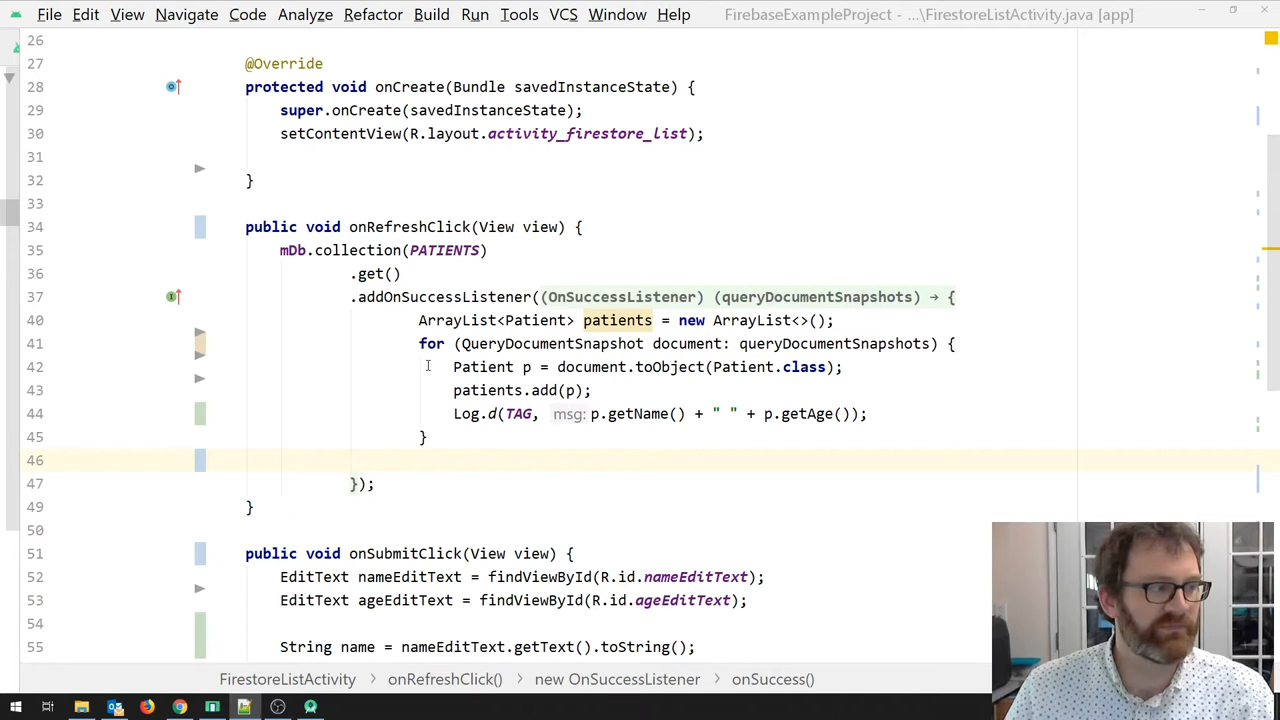 File Edit View Navigate Code Analyze Refactor Build Run Tools VCS Window Help FirebaseExampleProject - ...\FirestoreListActivity.java [app]
26
27 @Override
28 protected void onCreate(Bundle savedInstanceState) {
29 super.onCreate(savedInstanceState);
30 setContentView(R.layout.activity_firestore_list);
31
32 }
33
34 public void onRefreshClick(View view) {
35 mDb.collection(PATIENTS)
36 .get()
37 .addOnSuccessListener((OnSuccessListener) (queryDocumentSnapshots) → {
40 ArrayList<Patient> patients = new ArrayList<>();
41 for (QueryDocumentSnapshot document: queryDocumentSnapshots) {
42 Patient p = document.toObject(Patient.class);
43 patients.add(p);
44 Log.d(TAG, msg: p.getName() + " " + p.getAge());
45 }
46
47 });
49 }
50
51 public void onSubmitClick(View view) {
52 EditText nameEditText = findViewById(R.id.nameEditText);
53 EditText ageEditText = findViewById(R.id.ageEditText);
54
55 String name = nameEditText.getText().toString();
FirestoreListActivity › onRefreshClick() › new OnSuccessListener › onSuccess()